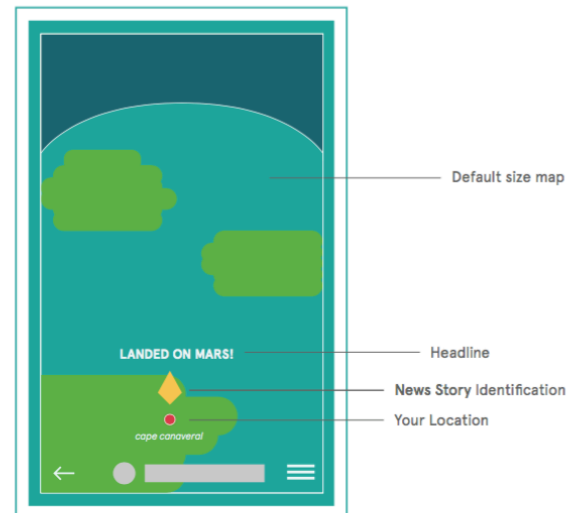 Default size map
LANDED ON MARS!
Headline
News Story Identification
Your Location
cape canaveral